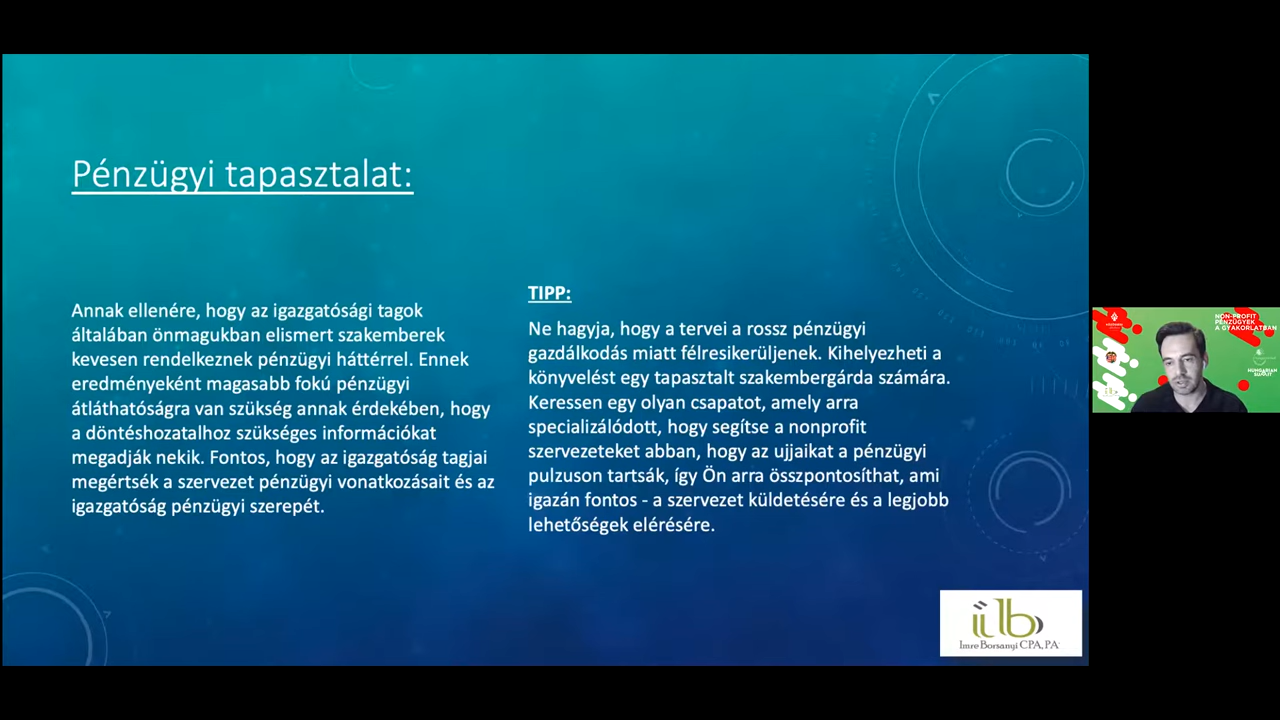 Pénzügyi tapasztalat:
Annak ellenére, hogy az igazgatósági tagok
általában önmagukban elismert szakemberek
kevesen rendelkeznek pénzügyi háttérrel. Ennek
eredményeként magasabb fokú pénzügyi
átláthatóságra van szükség annak érdekében, hogy
a döntéshozatalhoz szükséges információkat
megadják nekik. Fontos, hogy az igazgatóság tagjai
megértsék a szervezet pénzügyi vonatkozásait és az
igazgatóság pénzügyi szerepét.
TIPP:
Ne hagyja, hogy a tervei a rossz pénzügyi
gazdálkodás miatt félresikerüljenek. Kihelyezheti a
könyvelést egy tapasztalt szakembergárda számára.
Keressen egy olyan csapatot, amely arra
specializálódott, hogy segítse a nonprofit
szervezeteket abban, hogy az ujjaikat a pénzügyi
pulzuson tartsák, így Ön arra összpontosíthat, ami
igazán fontos - a szervezet küldetésére és a legjobb
lehetőségek elérésére.
ilb
Imre Borsanyi CPA, PA
NON-PROFIT
PÉNZÜGYEK
A GYAKORLATBAN
HUNGARIAN
SUMMIT